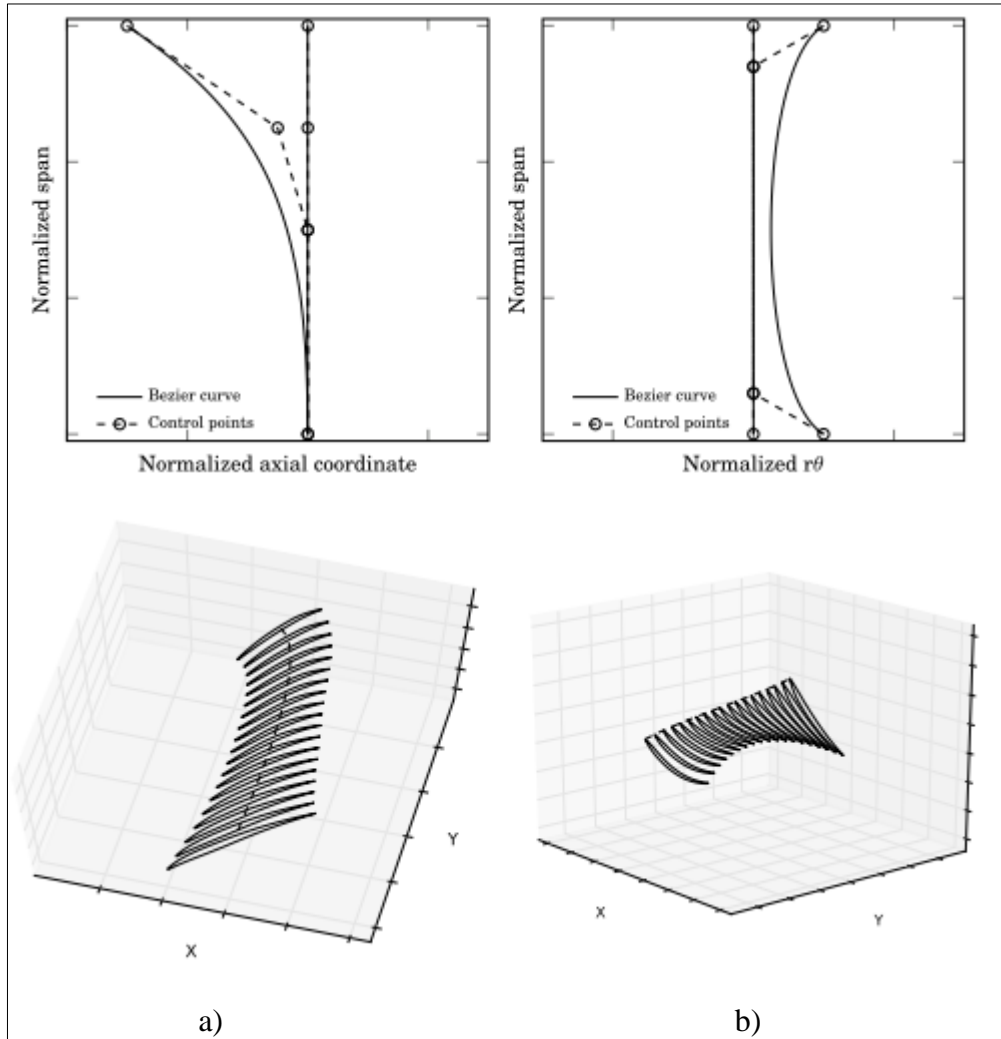 Normalized span
Bezier curve
Control points
Normalized axial coordinate
Normalized span
Bezier curve
Control points
Normalized rθ
X
Y
X
Y
a)
b)